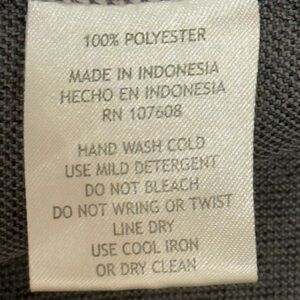 100% POLYESTER
MADE IN INDONESIA
HECHO EN INDONESIA
RN 107608
HAND WASH COLD
USE MILD DETERGENT
DO NOT BLEACH
DO NOT WRING OR TWIST
LINE DRY
USE COOL IRON
OR DRY CLEAN